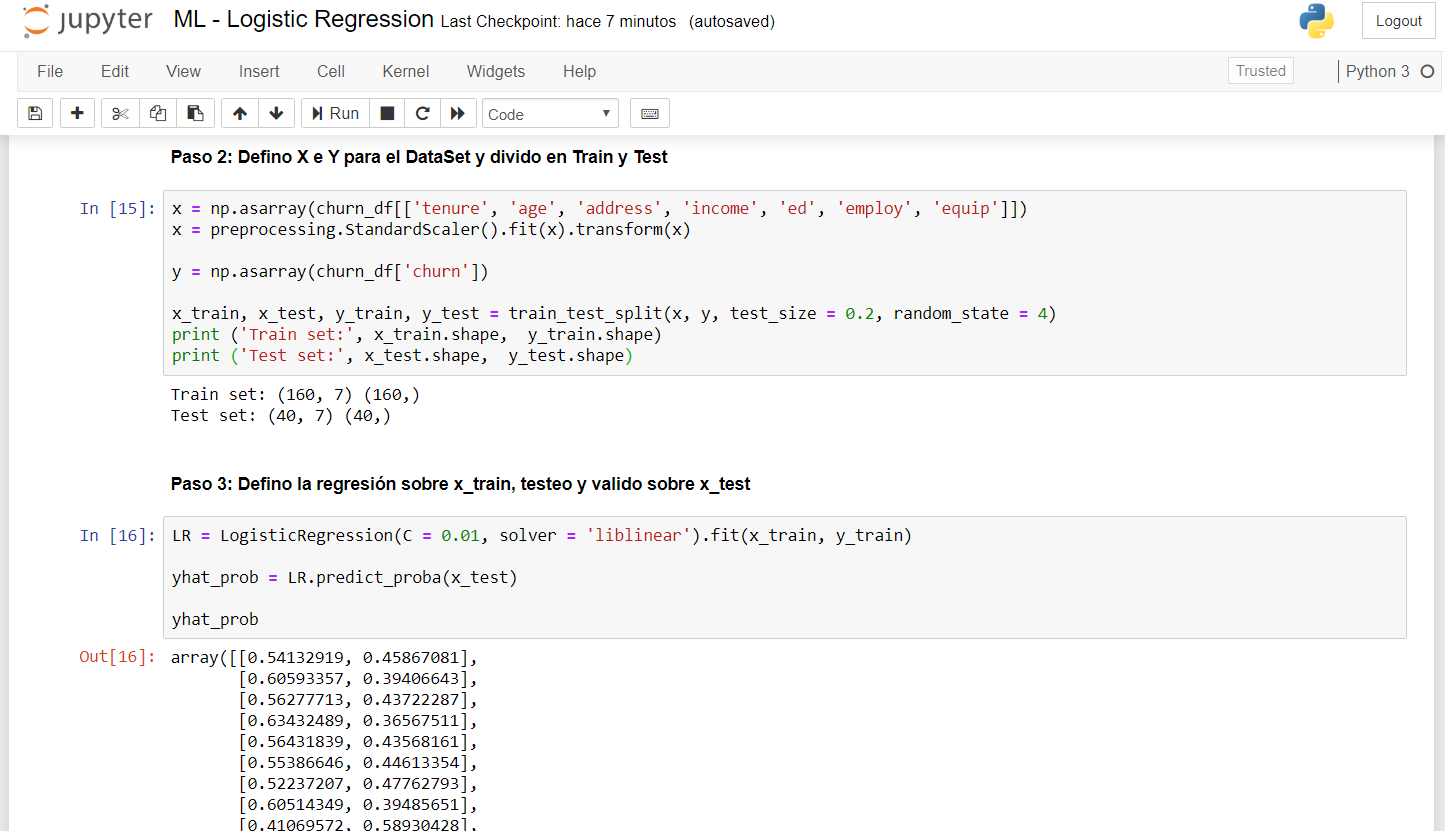 jupyter ML - Logistic Regression Last Checkpoint: hace 7 minutos (autosaved)
Logout
File Edit View Insert Cell Kernel Widgets Help
Trusted
Python 3
Run
Code
Paso 2: Defino X e Y para el DataSet y divido en Train y Test
In [15]:
x = np.asarray(churn_df[['tenure', 'age', 'address', 'income', 'ed', 'employ', 'equip']])
x = preprocessing.StandardScaler().fit(x).transform(x)
y = np.asarray(churn_df['churn'])
x_train, x_test, y_train, y_test = train_test_split(x, y, test_size = 0.2, random_state = 4)
print ('Train set:', x_train.shape,  y_train.shape)
print ('Test set:', x_test.shape,  y_test.shape)
Train set: (160, 7) (160,)
Test set: (40, 7) (40,)
Paso 3: Defino la regresión sobre x_train, testeo y valido sobre x_test
In [16]:
LR = LogisticRegression(C = 0.01, solver = 'liblinear').fit(x_train, y_train)
yhat_prob = LR.predict_proba(x_test)
yhat_prob
Out[16]:
array([[0.54132919, 0.45867081],
[0.60593357, 0.39406643],
[0.56277713, 0.43722287],
[0.63432489, 0.36567511],
[0.56431839, 0.43568161],
[0.55386646, 0.44613354],
[0.52237207, 0.47762793],
[0.60514349, 0.39485651],
[0.41069572, 0.58930428],